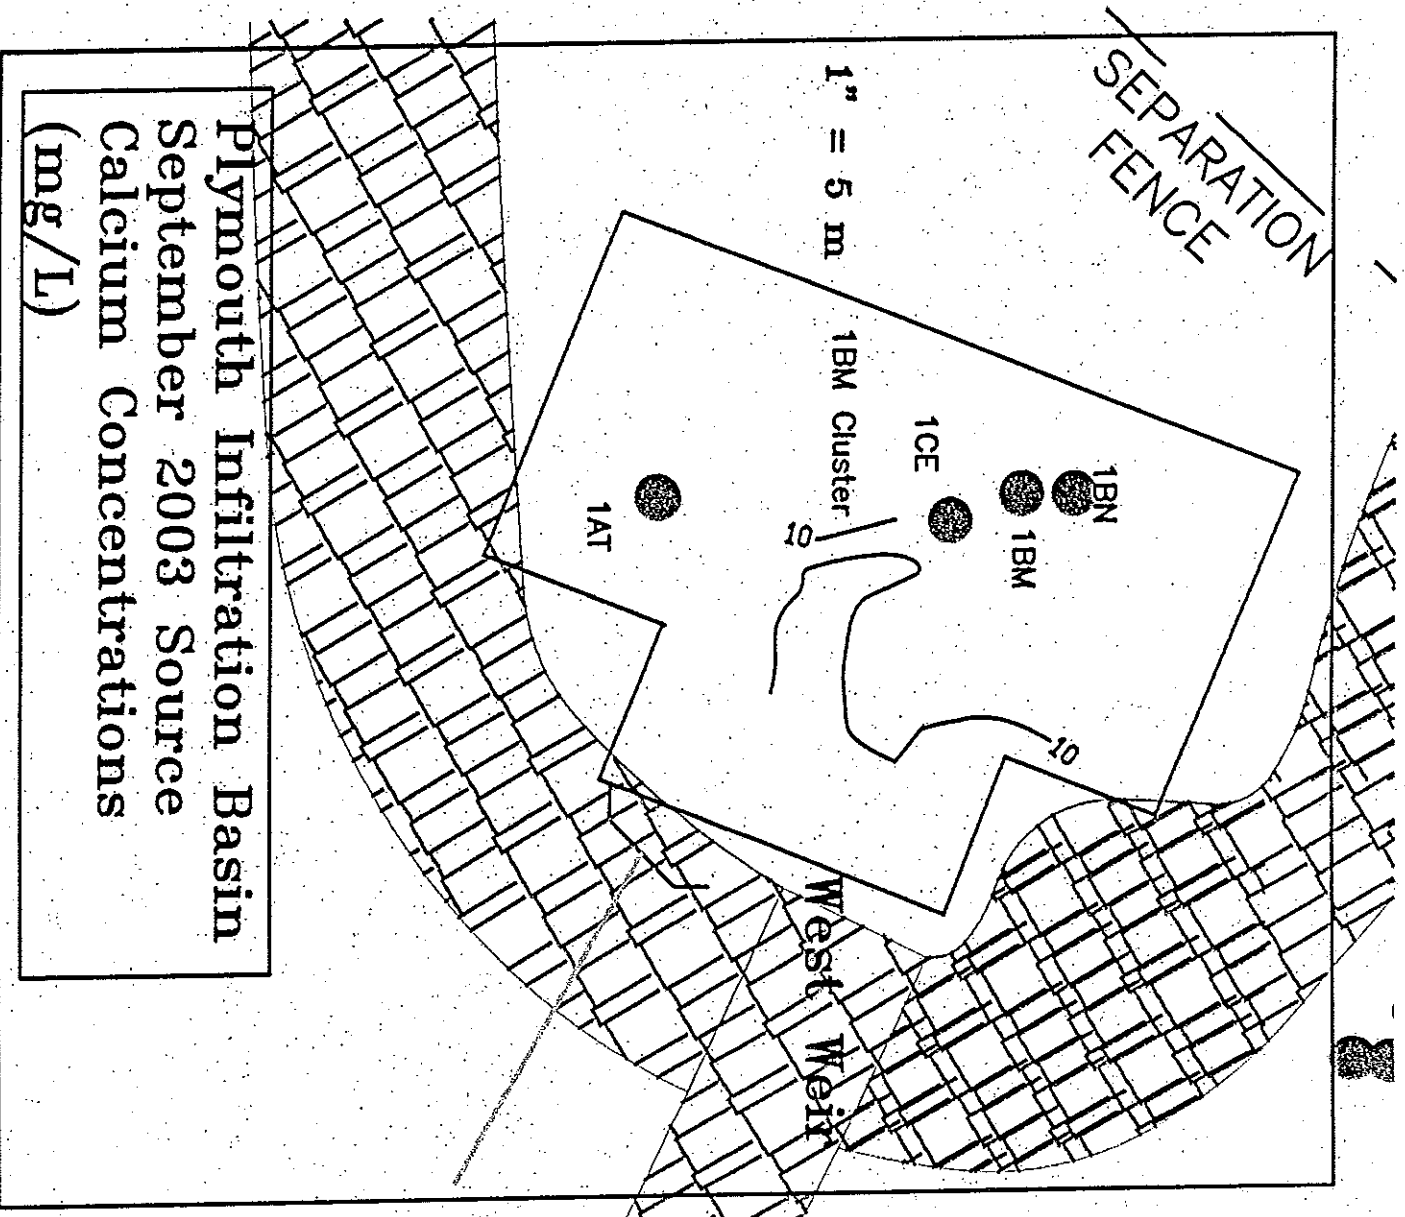 SEPARATION
FENCE
1" = 5 m
1BN
1BM
1CE
1BM Cluster
10
10
1AT
West Weir
Plymouth Infiltration Basin
September 2003 Source
Calcium Concentrations
(mg/L)